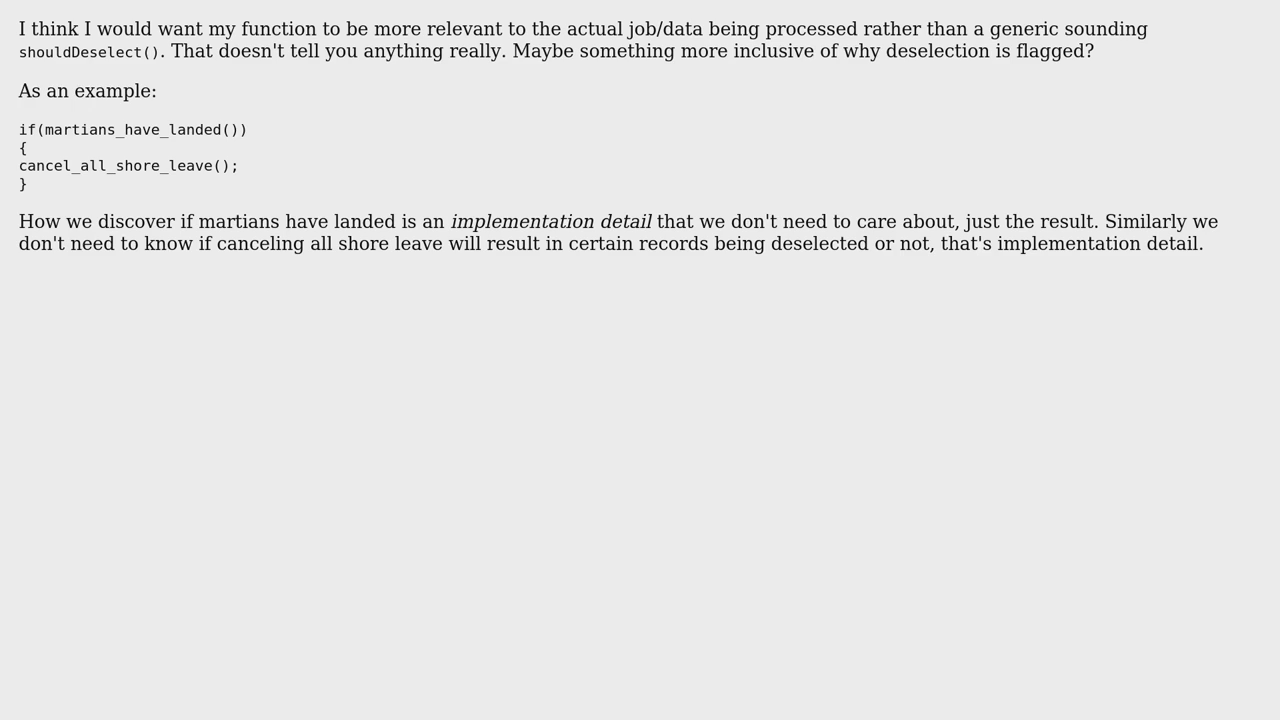 I think I would want my function to be more relevant to the actual job/data being processed rather than a generic sounding
shouldDeselect(). That doesn't tell you anything really. Maybe something more inclusive of why deselection is flagged?
As an example:
if(martians_have_landed())
{
cancel_all_shore_leave();
}
How we discover if martians have landed is an implementation detail that we don't need to care about, just the result. Similarly we
don't need to know if canceling all shore leave will result in certain records being deselected or not, that's implementation detail.